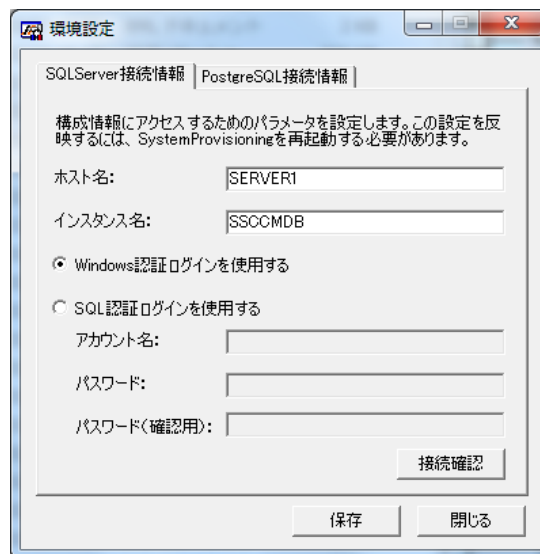 環境設定
SQLServer接続情報 PostgreSQL接続情報
構成情報にアクセスするためのパラメータを設定します。この設定を反
映するには、SystemProvisioningを再起動する必要があります。
ホスト名: SERVER1
インスタンス名: SSCCMDB
Windows認証ログインを使用する
SQL認証ログインを使用する
アカウント名:
パスワード:
パスワード(確認用):
接続確認
保存 閉じる